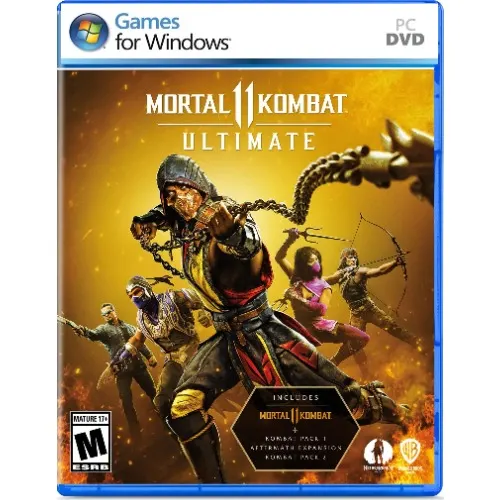 Games
for Windows
PC
DVD
MORTAL 11 KOMBAT
ULTIMATE
INCLUDES
MORTAL 11 KOMBAT
+
KOMBAT PACK 1
AFTERMATH EXPANSION
KOMBAT PACK 2
MATURE 17+
M
ESRB
WB